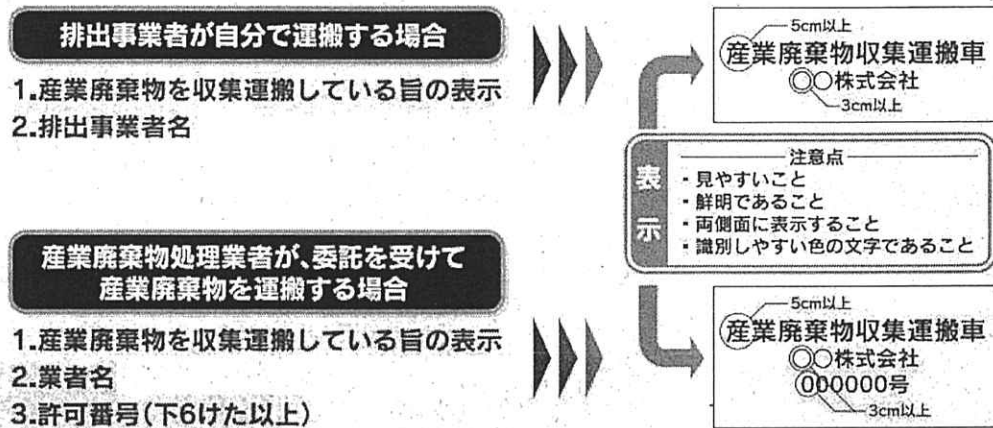 排出事業者が自分で運搬する場合
1.産業廃棄物を収集運搬している旨の表示
2.排出事業者名
5cm以上
産業廃棄物収集運搬車
○○株式会社
3cm以上
表示
注意点
・見やすいこと
・鮮明であること
・両側面に表示すること
・識別しやすい色の文字であること
産業廃棄物処理業者が、委託を受けて
産業廃棄物を運搬する場合
1.産業廃棄物を収集運搬している旨の表示
2.業者名
3.許可番号(下6けた以上)
5cm以上
産業廃棄物収集運搬車
○○株式会社
000000号
3cm以上